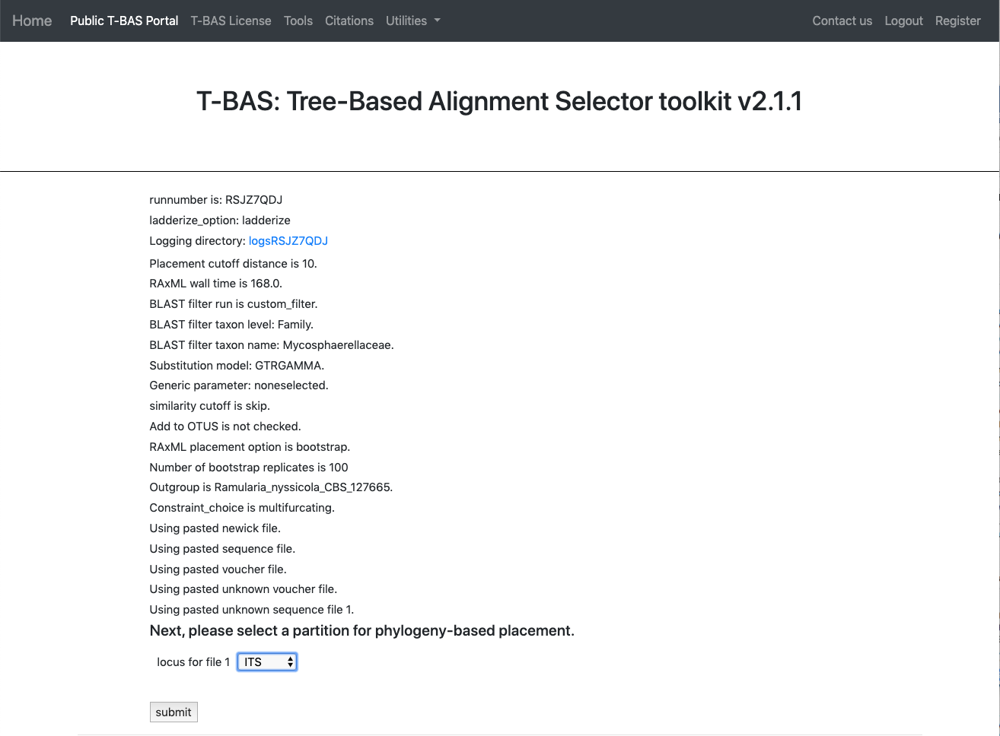 Home Public T-BAS Portal T-BAS License Tools Citations Utilities Contact us Logout Register
T-BAS: Tree-Based Alignment Selector toolkit v2.1.1
runnumber is: RSJZ7QDJ
ladderize_option: ladderize
Logging directory: logsRSJZ7QDJ
Placement cutoff distance is 10.
RAxML wall time is 168.0.
BLAST filter run is custom_filter.
BLAST filter taxon level: Family.
BLAST filter taxon name: Mycosphaerellaceae.
Substitution model: GTRGAMMA.
Generic parameter: noneselected.
similarity cutoff is skip.
Add to OTUS is not checked.
RAxML placement option is bootstrap.
Number of bootstrap replicates is 100
Outgroup is Ramularia_nyssicola_CBS_127665.
Constraint_choice is multifurcating.
Using pasted newick file.
Using pasted sequence file.
Using pasted voucher file.
Using pasted unknown voucher file.
Using pasted unknown sequence file 1.
Next, please select a partition for phylogeny-based placement.
locus for file 1 ITS
submit